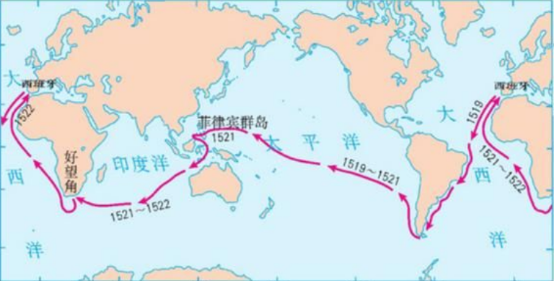 大
西
洋
西班牙
1522
好望角
印度洋
1521～1522
菲律宾群岛
1521
太平洋
1519～1521
大
西
洋
西班牙
1519
1521～1522